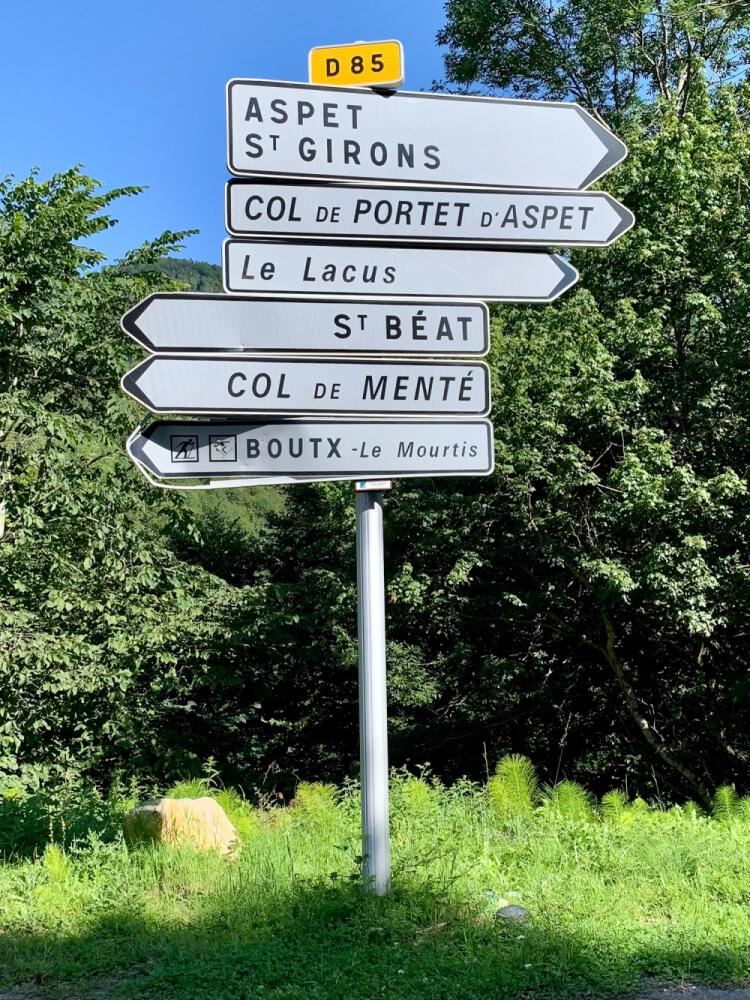 D 85
ASPET
ST GIRONS
COL DE PORTET D'ASPET
Le Lacus
ST BÉAT
COL DE MENTÉ
BOUTX - Le Mourtis